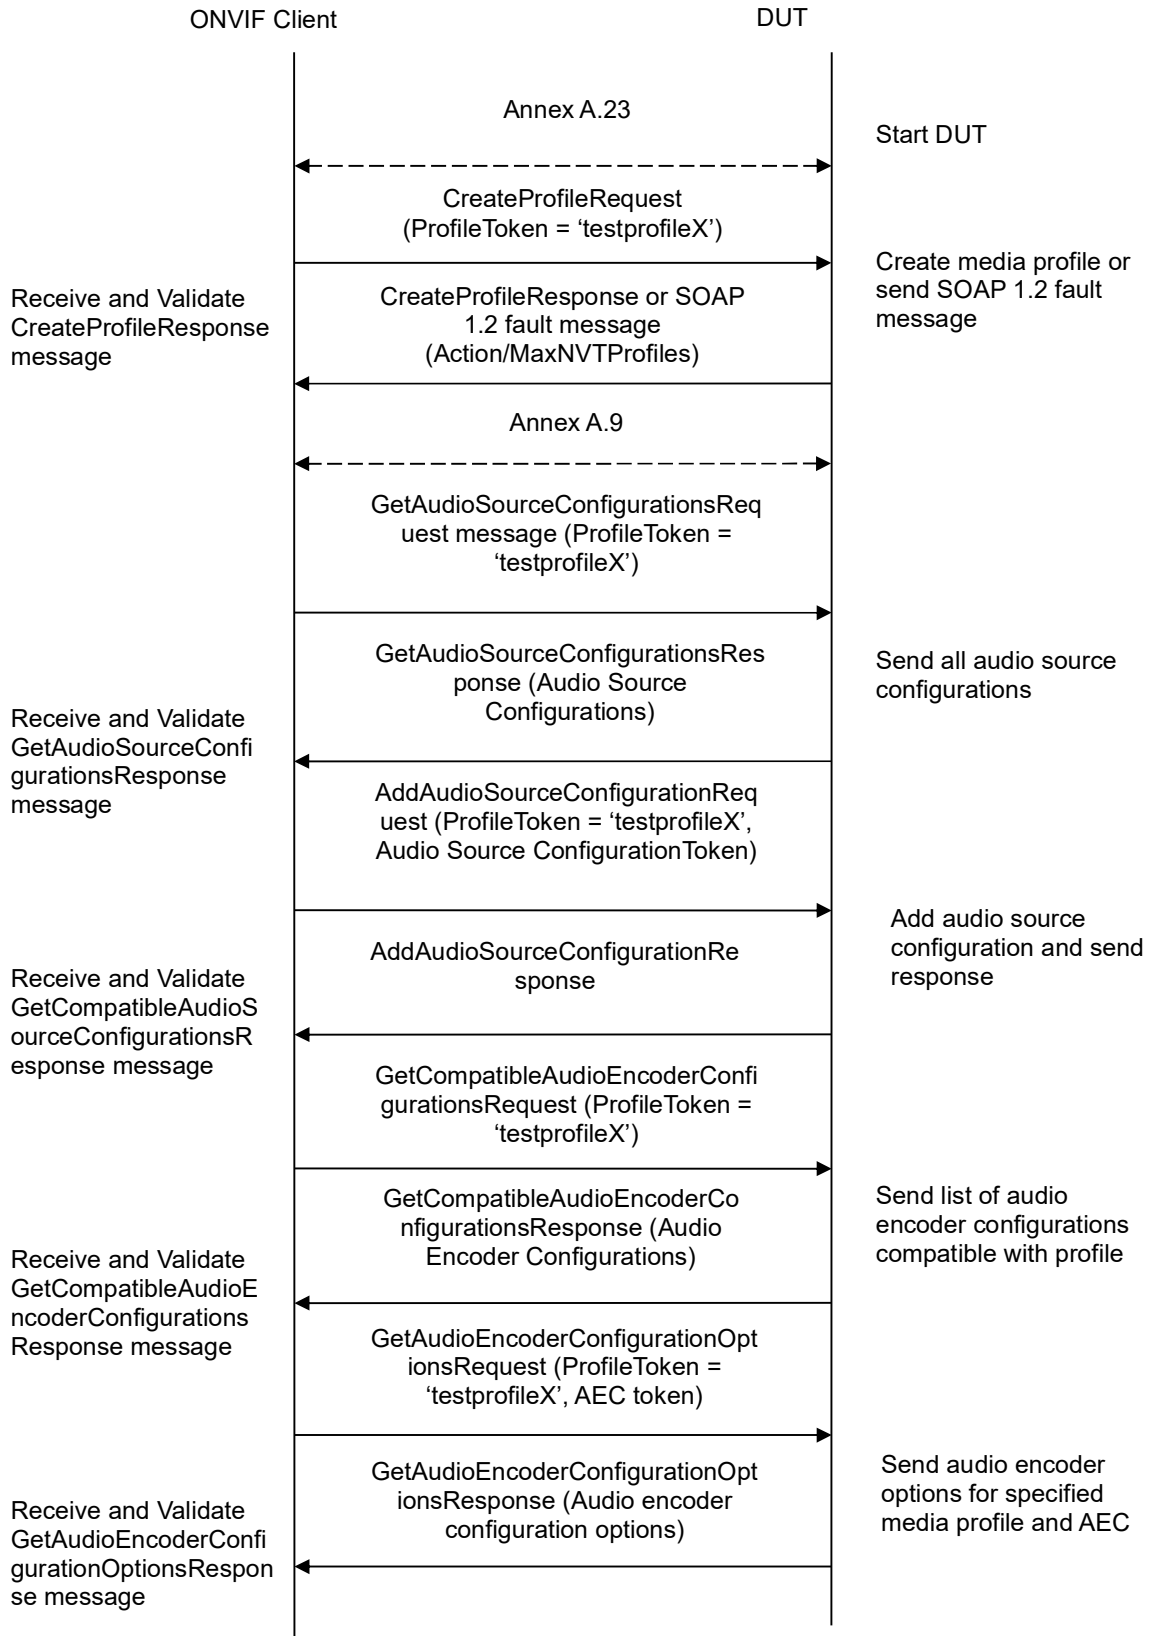 ONVIF Client
DUT
Annex A.23
Start DUT
CreateProfileRequest
(ProfileToken = ‘testprofileX’)
Create media profile or
send SOAP 1.2 fault
message
Receive and Validate
CreateProfileResponse
message
CreateProfileResponse or SOAP
1.2 fault message
(Action/MaxNVTProfiles)
Annex A.9
GetAudioSourceConfigurationsReq
uest message (ProfileToken =
‘testprofileX’)
GetAudioSourceConfigurationsRes
ponse (Audio Source
Configurations)
Send all audio source
configurations
Receive and Validate
GetAudioSourceConfi
gurationsResponse
message
AddAudioSourceConfigurationReq
uest (ProfileToken = ‘testprofileX’,
Audio Source ConfigurationToken)
Add audio source
configuration and send
response
AddAudioSourceConfigurationRe
sponse
Receive and Validate
GetCompatibleAudioS
ourceConfigurationsR
esponse message
GetCompatibleAudioEncoderConfi
gurationsRequest (ProfileToken =
‘testprofileX’)
GetCompatibleAudioEncoderCo
nfigurationsResponse (Audio
Encoder Configurations)
Send list of audio
encoder configurations
compatible with profile
Receive and Validate
GetCompatibleAudioE
ncoderConfigurations
Response message
GetAudioEncoderConfigurationOpt
ionsRequest (ProfileToken =
‘testprofileX’, AEC token)
GetAudioEncoderConfigurationOpt
ionsResponse (Audio encoder
configuration options)
Send audio encoder
options for specified
media profile and AEC
Receive and Validate
GetAudioEncoderConfi
gurationOptionsRespon
se message